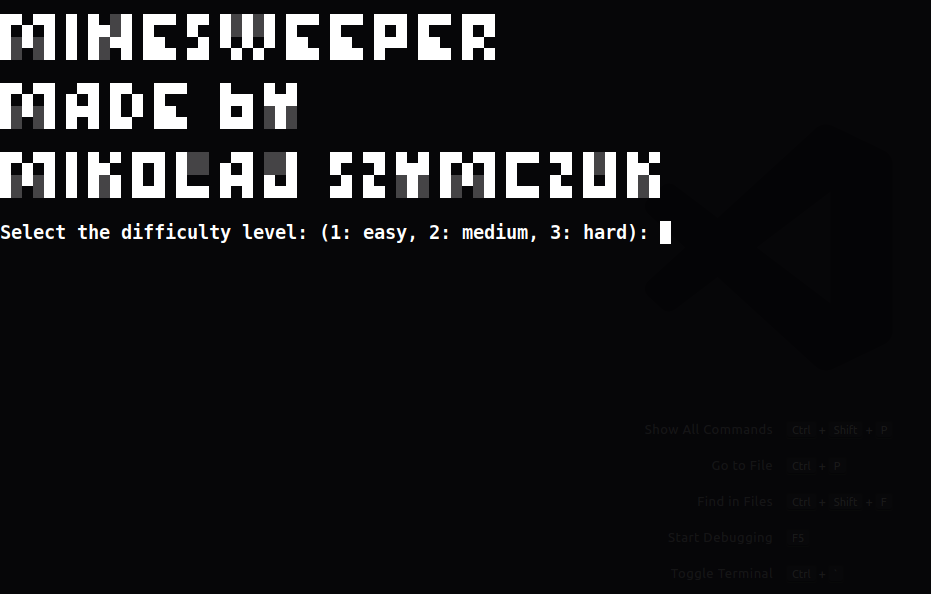 MINESWEEPER
MADE BY
MIKOLAJ SZYMCZUK
Select the difficulty level: (1: easy, 2: medium, 3: hard):
Show All Commands Ctrl + Shift + P
Go to File Ctrl + P
Find in Files Ctrl + Shift + F
Start Debugging F5
Toggle Terminal Ctrl + `